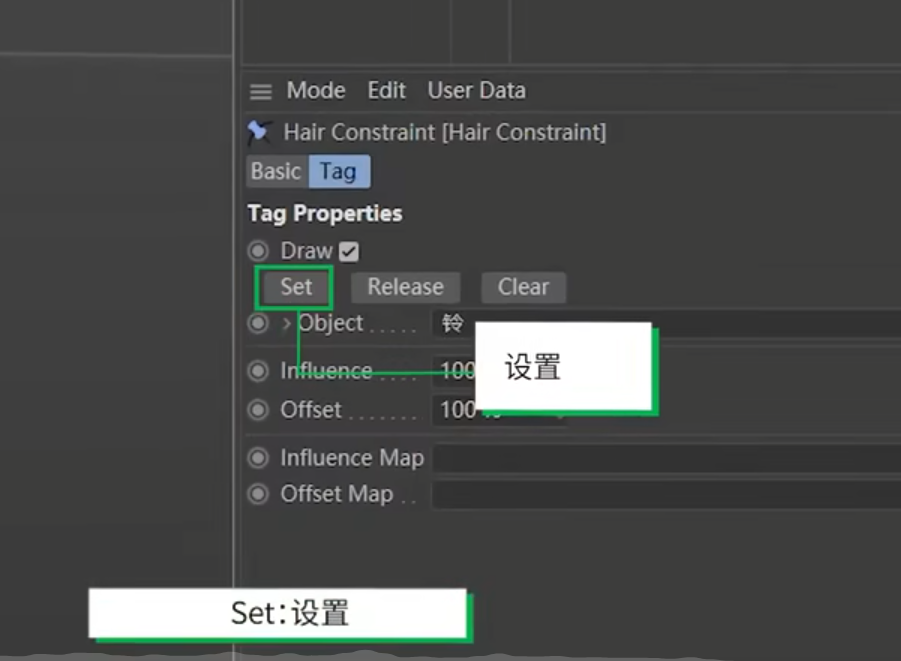 Mode Edit User Data
Hair Constraint [Hair Constraint]
Basic Tag
Tag Properties
Draw
Set Release Clear
Object 铃
设置
Influence 100
Offset 100
Influence Map
Offset Map
Set:设置